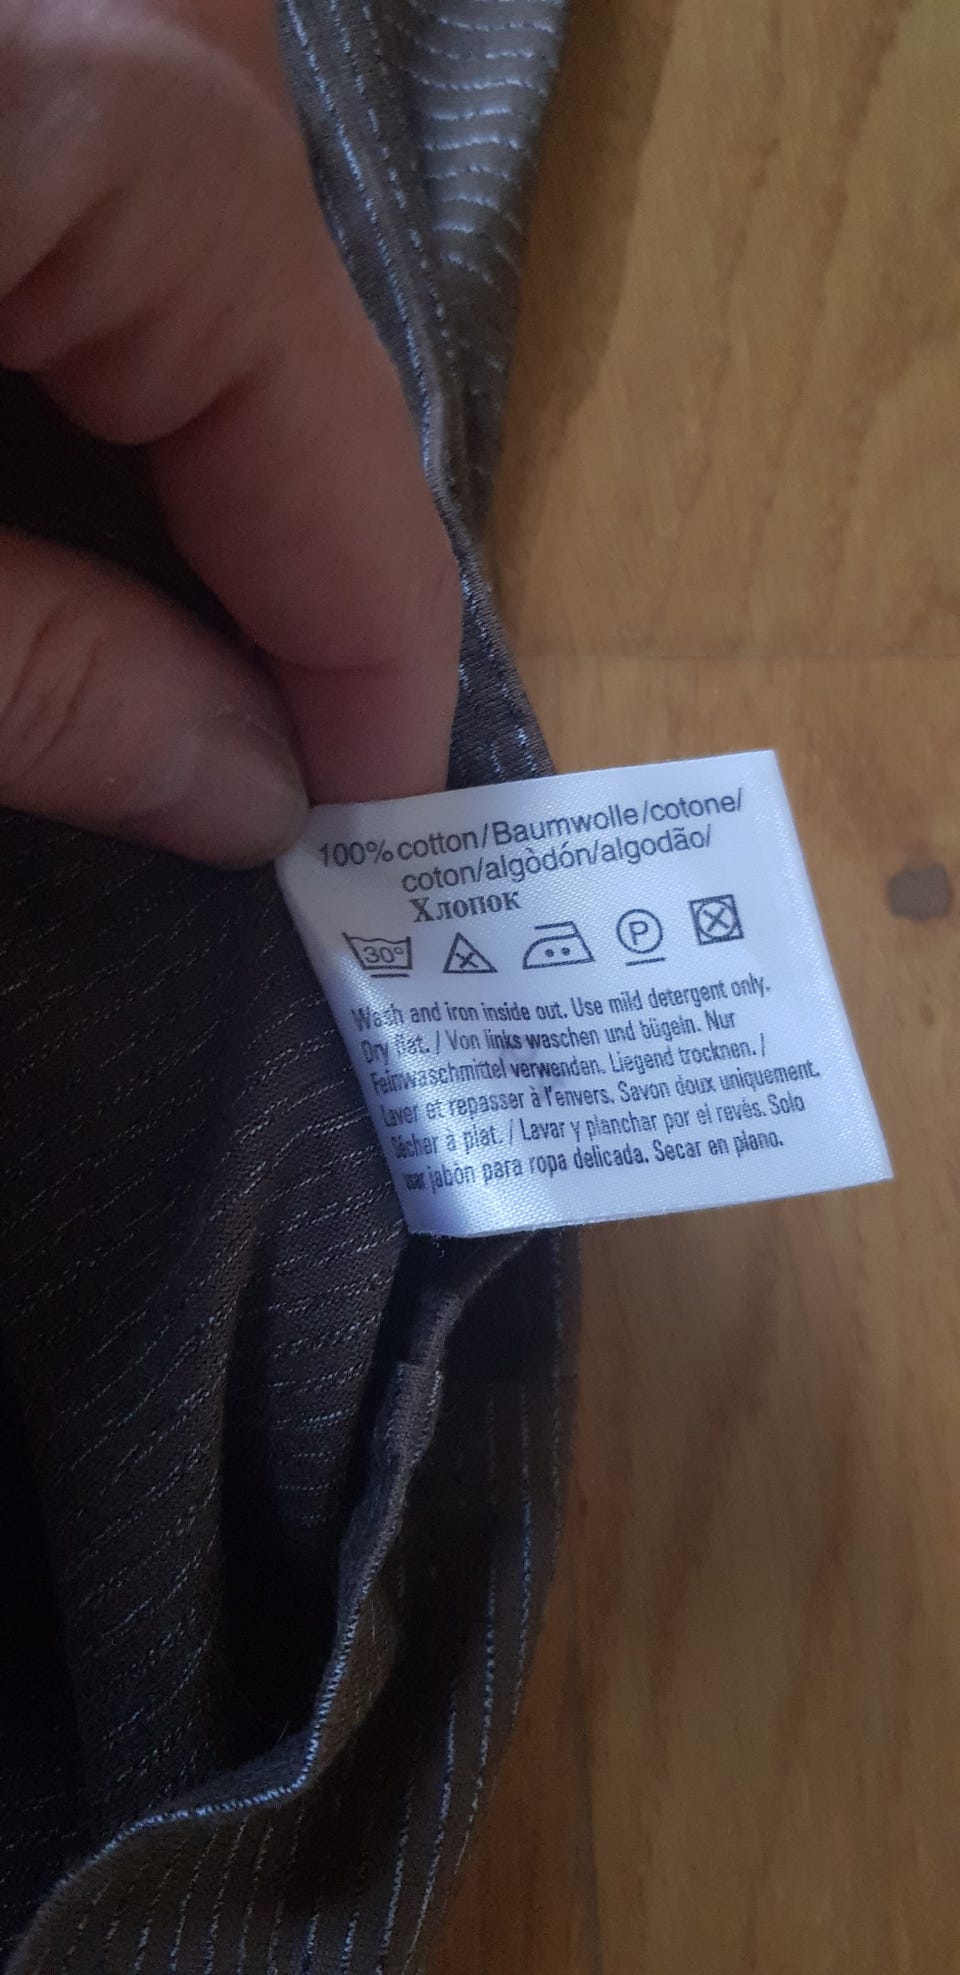 100% cotton/Baumwolle/cotone/
coton/algòdón/algodão/
Хлопок
30° P
Wash and iron inside out. Use mild detergent only.
Dry flat. / Von links waschen und bügeln. Nur
Feinwaschmittel verwenden. Liegend trocknen. /
Laver et repasser à l'envers. Savon doux uniquement.
Sécher à plat. / Lavar y planchar por el revés. Solo
usar jabòn para ropa delicada. Secar en plano.